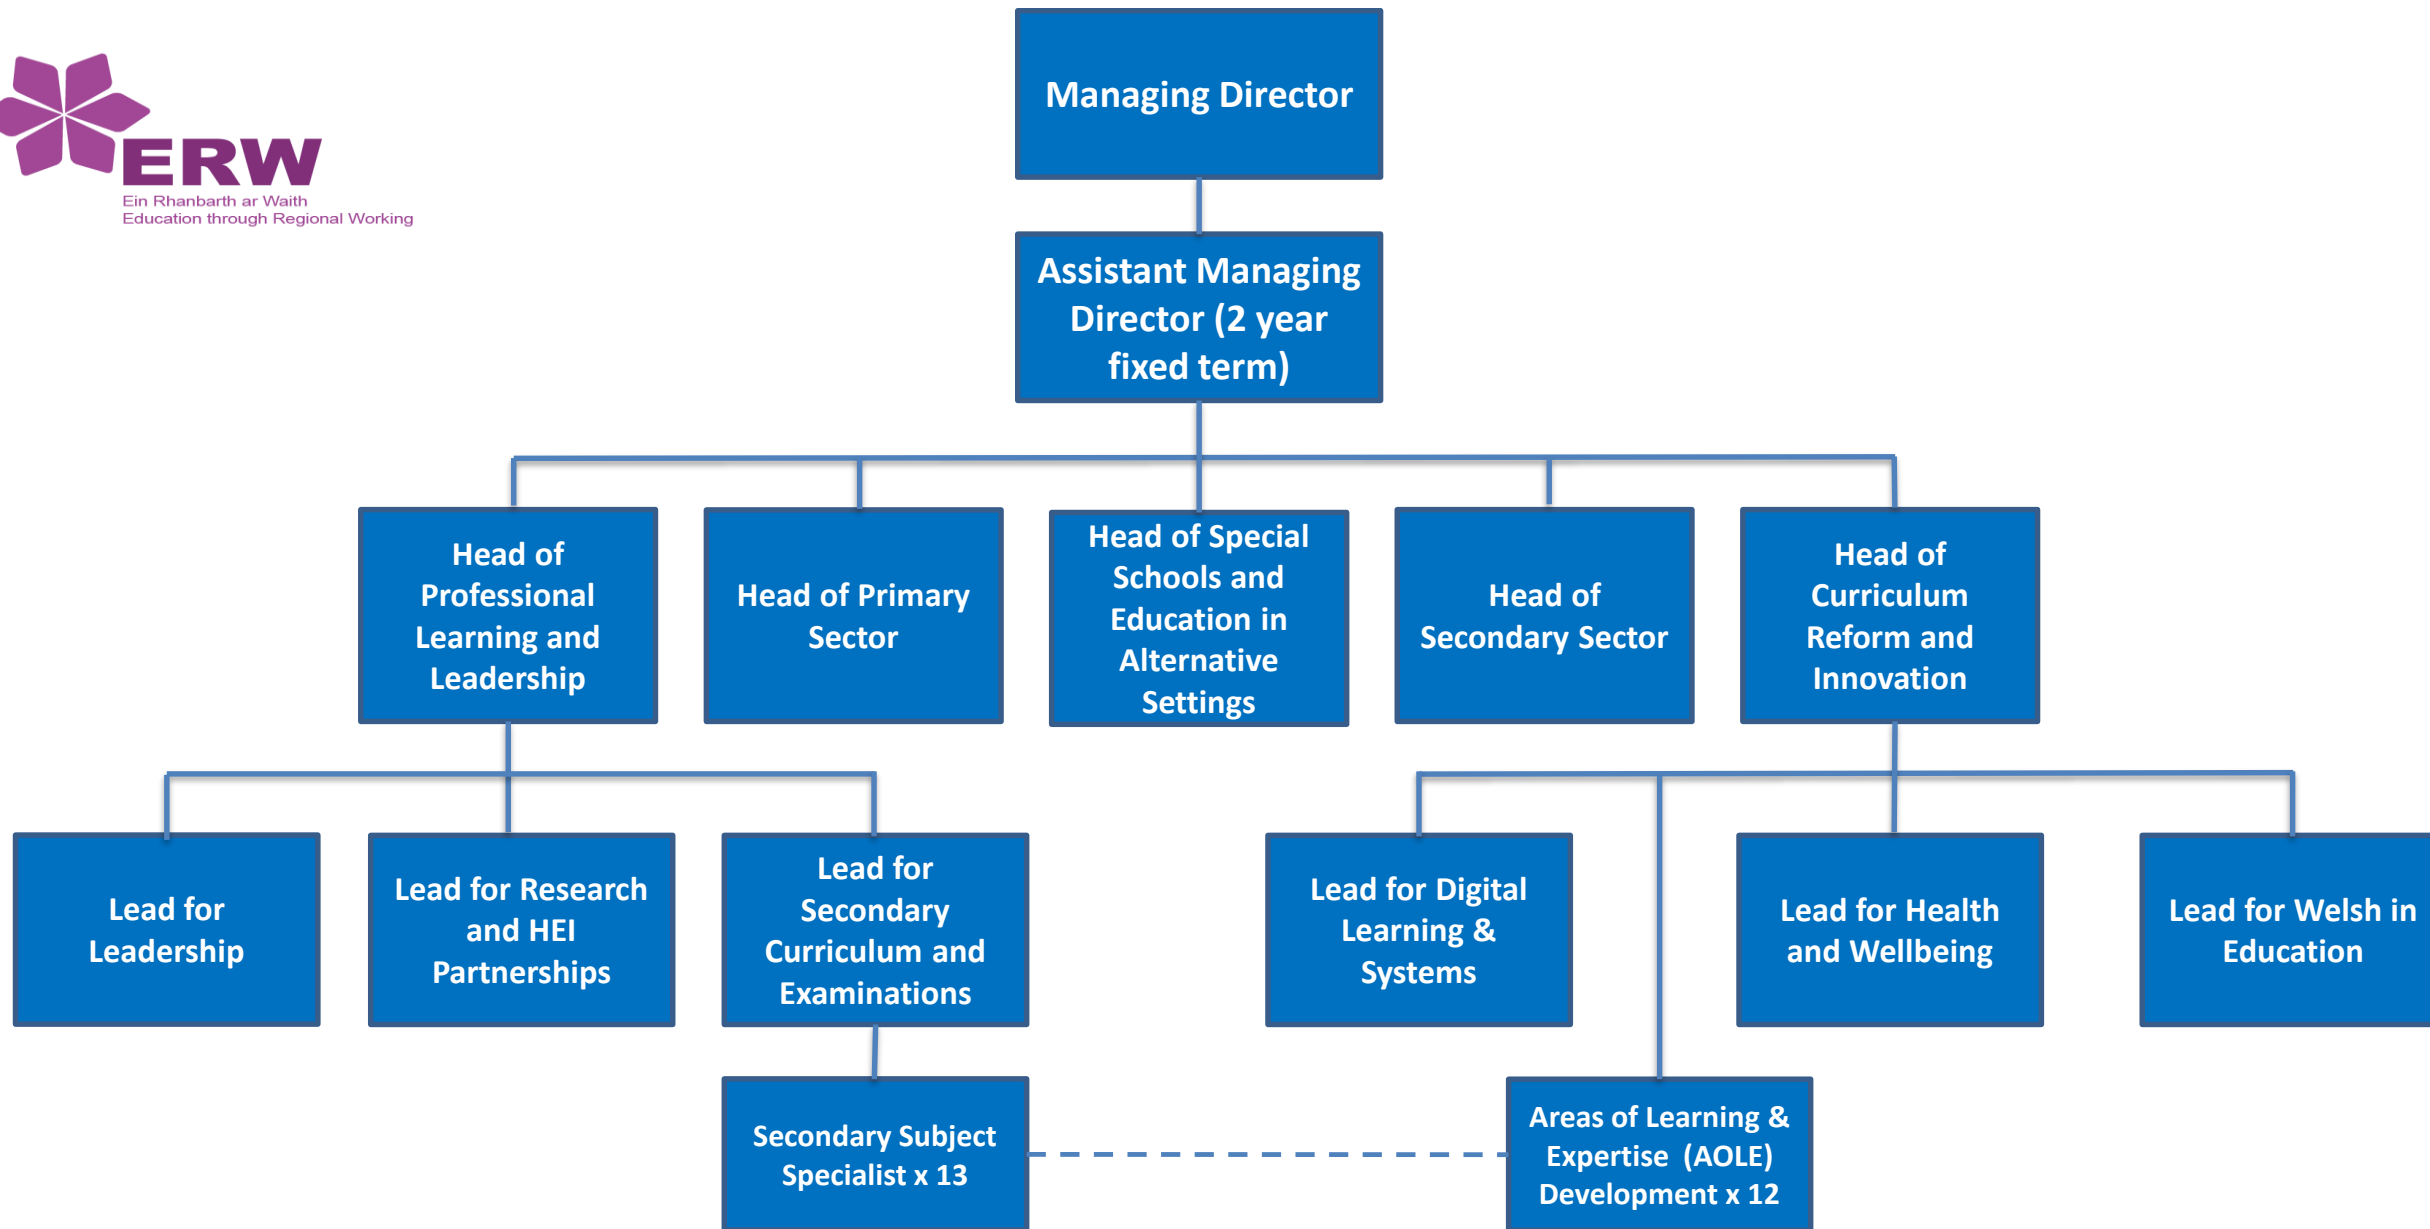 ERW
Ein Rhanbarth ar Waith
Education through Regional Working
Managing Director
Assistant Managing
Director (2 year
fixed term)
Head of
Professional
Learning and
Leadership
Head of Primary
Sector
Head of Special
Schools and
Education in
Alternative
Settings
Head of
Secondary Sector
Head of
Curriculum
Reform and
Innovation
Lead for
Leadership
Lead for Research
and HEI
Partnerships
Lead for
Secondary
Curriculum and
Examinations
Lead for Digital
Learning &
Systems
Lead for Health
and Wellbeing
Lead for Welsh in
Education
Secondary Subject
Specialist x 13
Areas of Learning &
Expertise (AOLE)
Development x 12